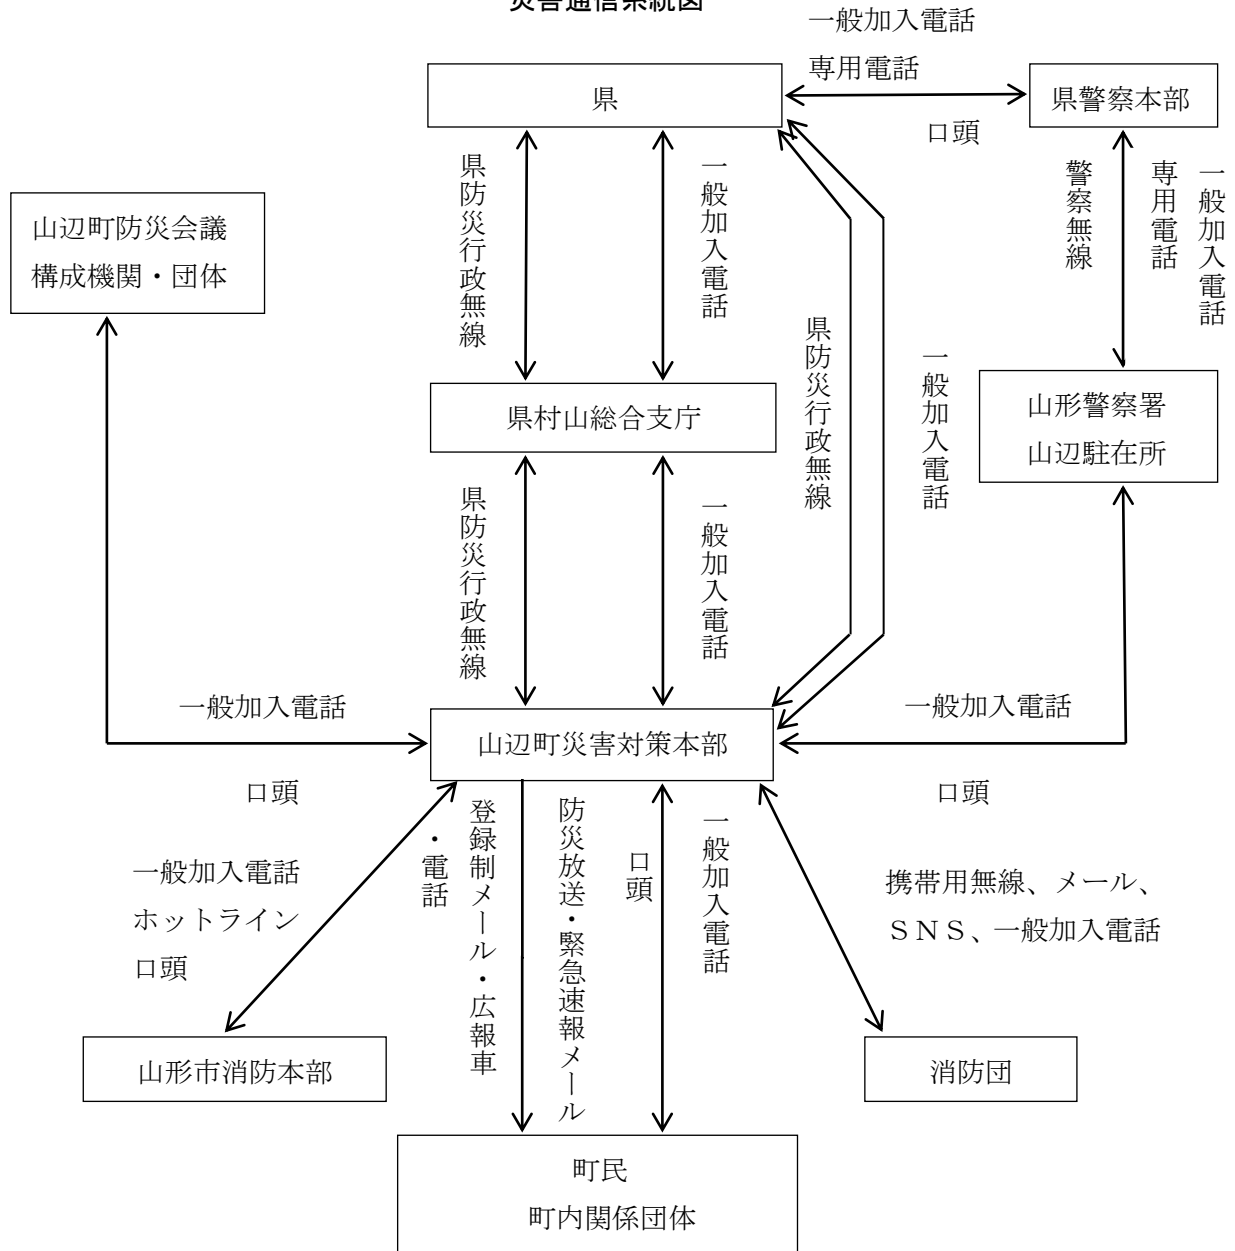 災害通信系統図
一般加入電話
専用電話
県
県警察本部
口頭
県防災行政無線
一般加入電話
警察無線
専用電話
一般加入電話
山辺町防災会議
構成機関・団体
県防災行政無線
一般加入電話
県村山総合支庁
山形警察署
山辺駐在所
県防災行政無線
一般加入電話
一般加入電話
一般加入電話
山辺町災害対策本部
口頭
口頭
登録制メール・広報車
・電話
防災放送・緊急速報メール
口頭
一般加入電話
一般加入電話
ホットライン
口頭
携帯用無線、メール、
ＳＮＳ、一般加入電話
山形市消防本部
消防団
町民
町内関係団体